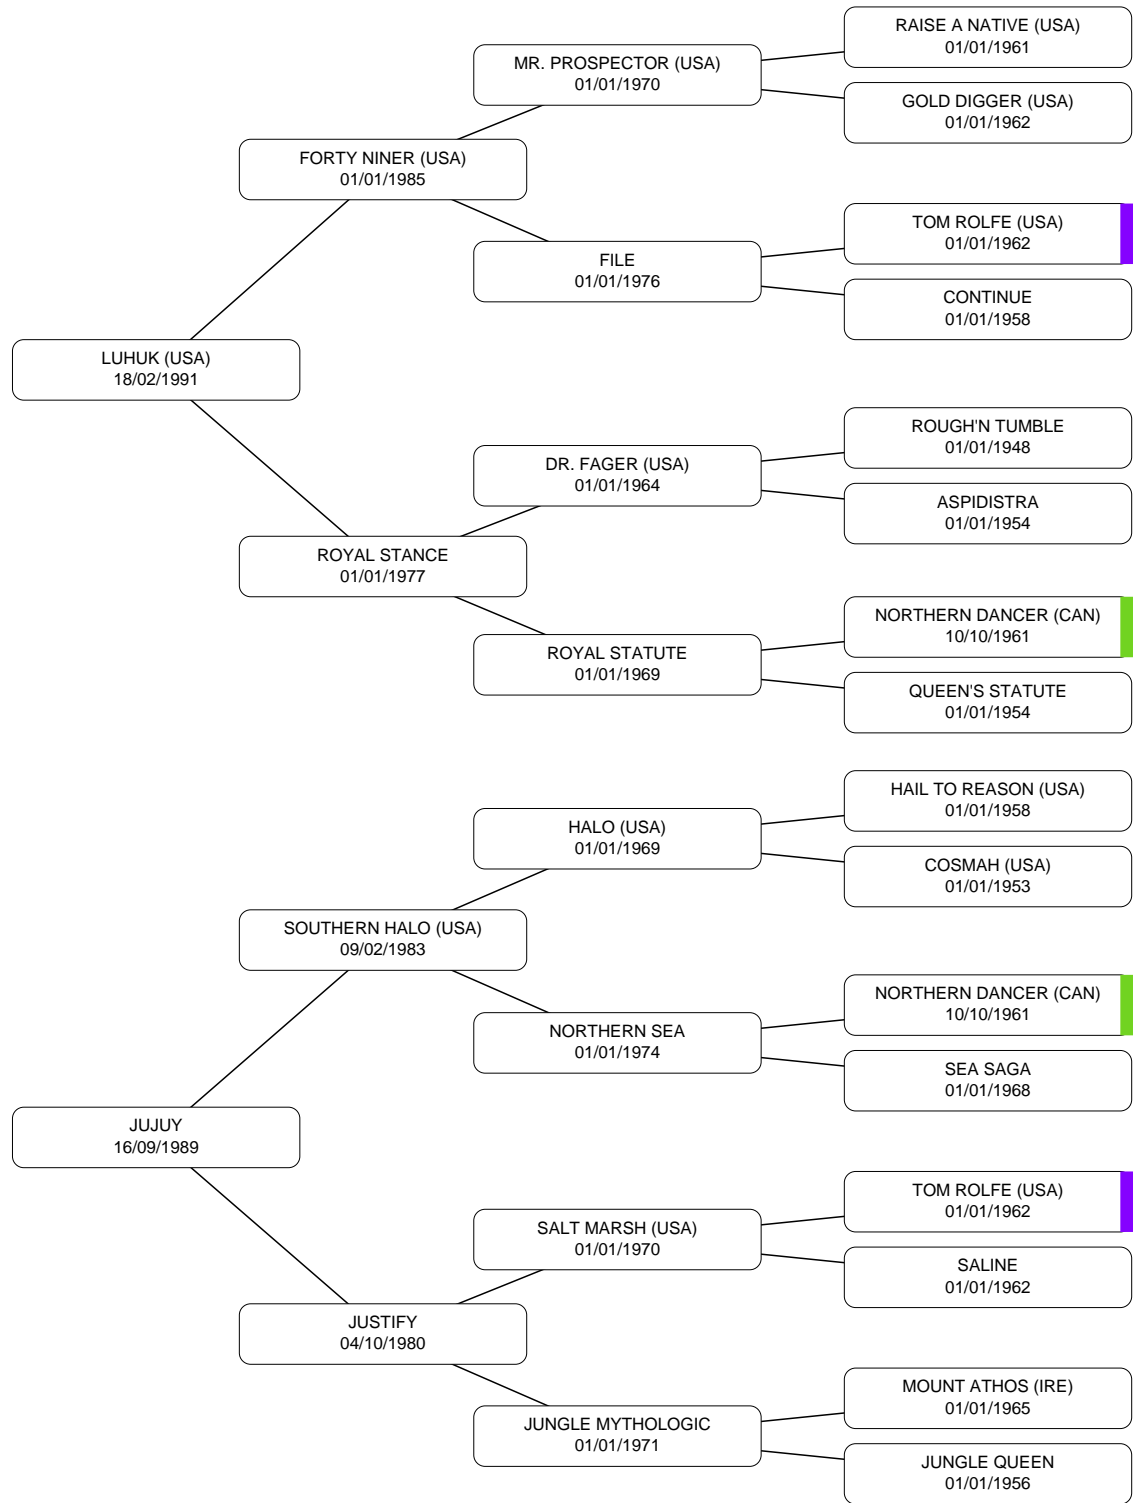 RAISE A NATIVE (USA)
01/01/1961
MR. PROSPECTOR (USA)
01/01/1970
GOLD DIGGER (USA)
01/01/1962
FORTY NINER (USA)
01/01/1985
TOM ROLFE (USA)
01/01/1962
FILE
01/01/1976
CONTINUE
01/01/1958
LUHUK (USA)
18/02/1991
ROUGH'N TUMBLE
01/01/1948
DR. FAGER (USA)
01/01/1964
ASPIDISTRA
01/01/1954
ROYAL STANCE
01/01/1977
NORTHERN DANCER (CAN)
10/10/1961
ROYAL STATUTE
01/01/1969
QUEEN'S STATUTE
01/01/1954
HAIL TO REASON (USA)
01/01/1958
HALO (USA)
01/01/1969
COSMAH (USA)
01/01/1953
SOUTHERN HALO (USA)
09/02/1983
NORTHERN DANCER (CAN)
10/10/1961
NORTHERN SEA
01/01/1974
SEA SAGA
01/01/1968
JUJUY
16/09/1989
TOM ROLFE (USA)
01/01/1962
SALT MARSH (USA)
01/01/1970
SALINE
01/01/1962
JUSTIFY
04/10/1980
MOUNT ATHOS (IRE)
01/01/1965
JUNGLE MYTHOLOGIC
01/01/1971
JUNGLE QUEEN
01/01/1956